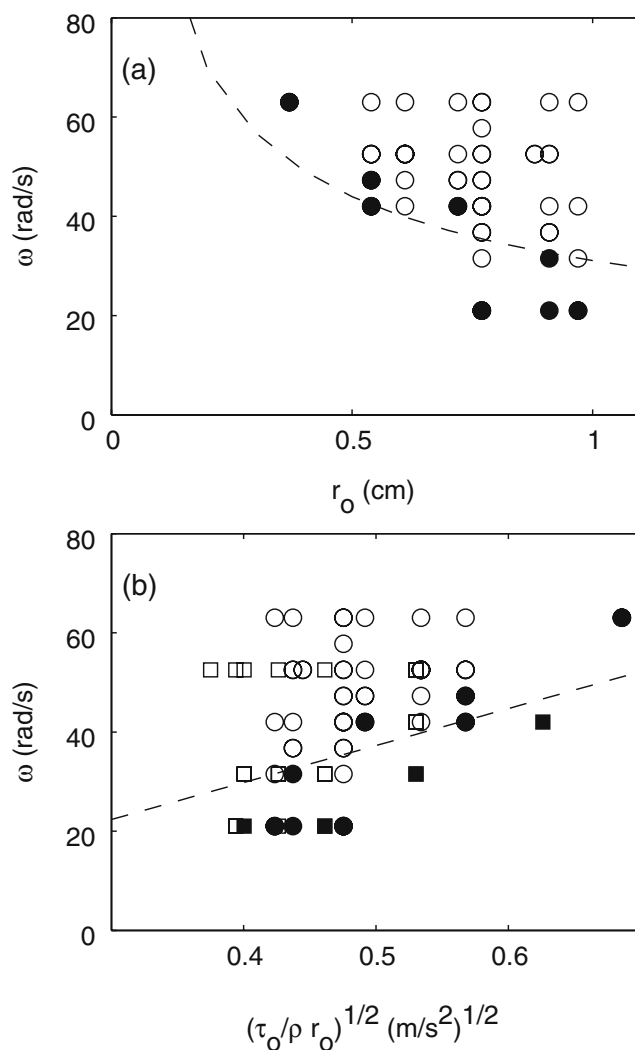 80
(a)
60
40
20
0
ω (rad/s)
0
0.5
1
r_o (cm)
80
(b)
60
40
20
0
ω (rad/s)
0.4
0.5
0.6
(τ_o/ρ r_o)^{1/2} (m/s^2)^{1/2}